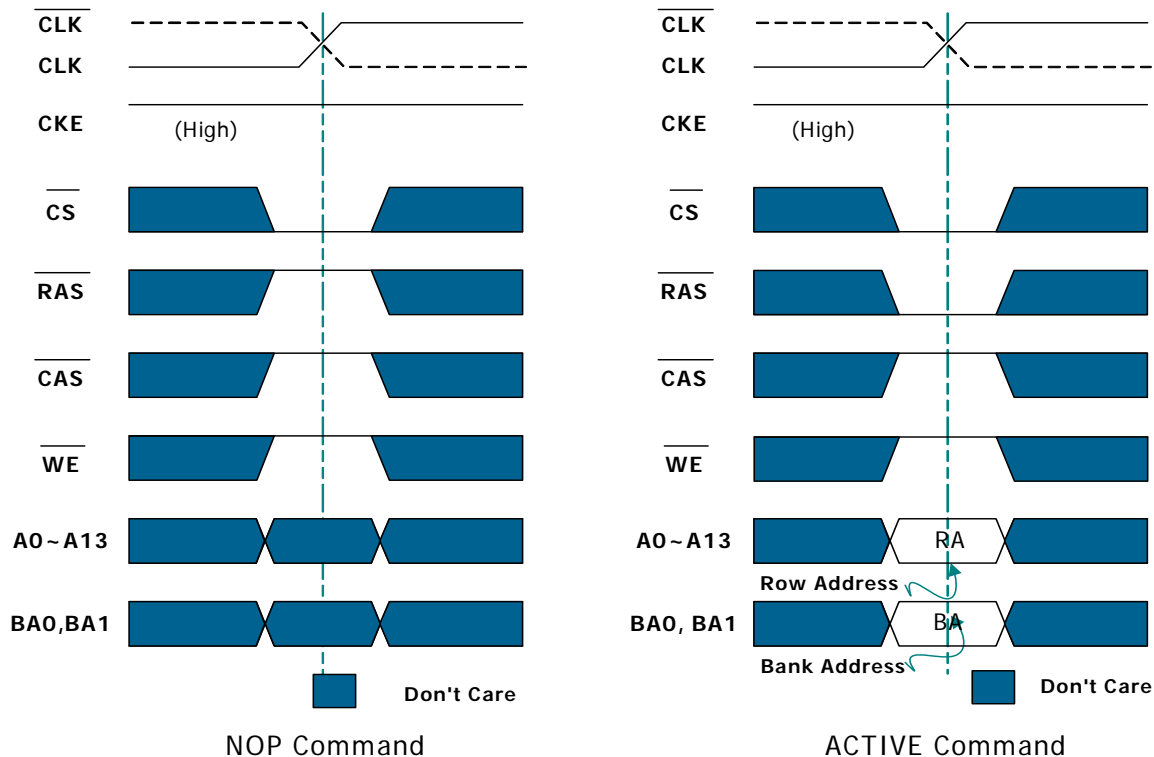 CLK
CLK
CKE
(High)
CS
RAS
CAS
WE
A0~A13
BA0,BA1
Don't Care
NOP Command
CLK
CLK
CKE
(High)
CS
RAS
CAS
WE
A0~A13
RA
Row Address
BA0, BA1
BA
Bank Address
Don't Care
ACTIVE Command